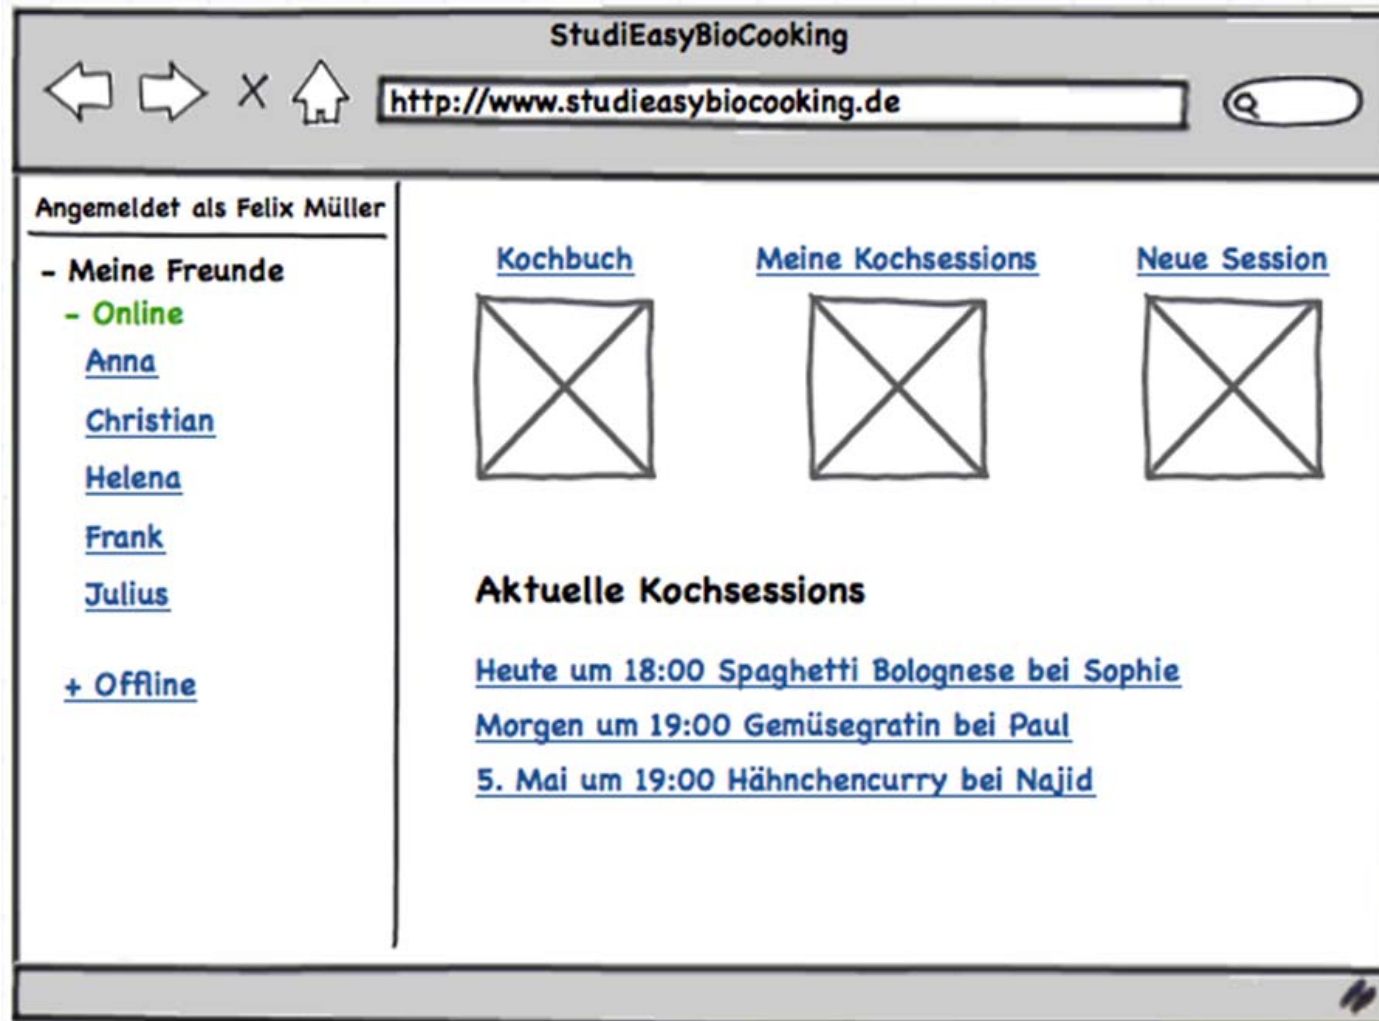 StudiEasyBioCooking
http://www.studieasybiocooking.de
Angemeldet als Felix Müller
- Meine Freunde
- Online
Anna
Christian
Helena
Frank
Julius
+ Offline
Kochbuch
Meine Kochsessions
Neue Session
Aktuelle Kochsessions
Heute um 18:00 Spaghetti Bolognese bei Sophie
Morgen um 19:00 Gemüsegratin bei Paul
5. Mai um 19:00 Hähnchencurry bei Najid